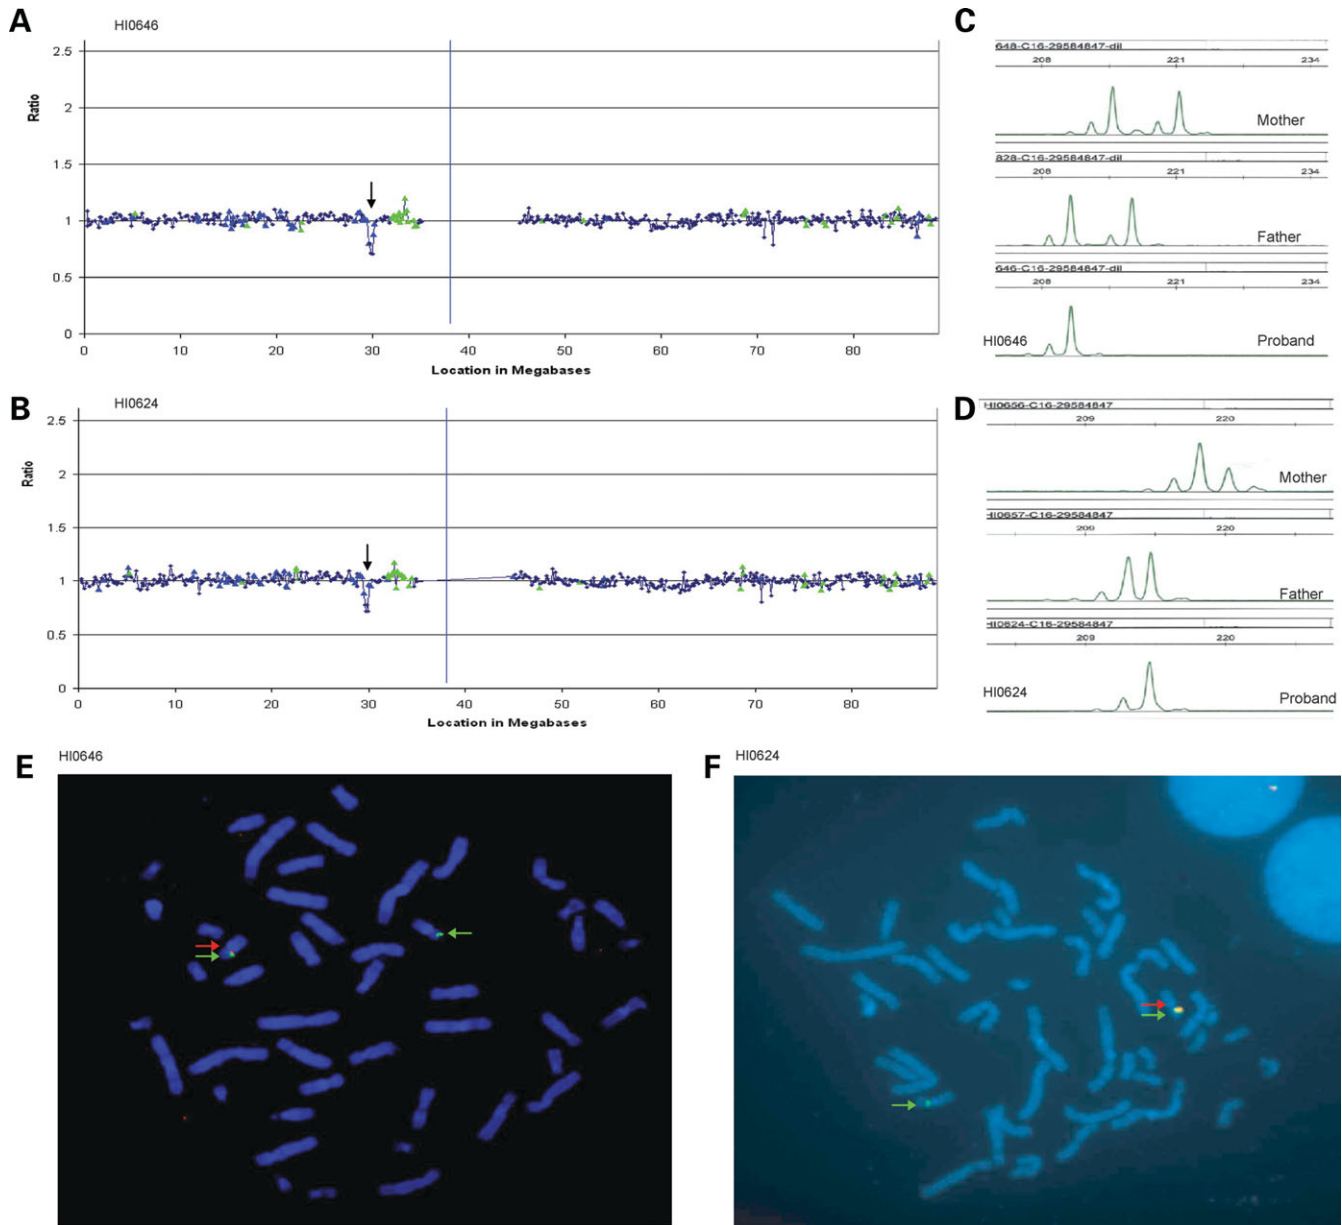 A
HI0646
2.5
2
1.5
1
0.5
0
Ratio
0 10 20 30 40 50 60 70 80
Location in Megabases
B
HI0624
2.5
2
1.5
1
0.5
0
Ratio
0 10 20 30 40 50 60 70 80
Location in Megabases
C
648-C16-29584847-dil
208 221 234
Mother
828-C16-29584847-dil
208 221 234
Father
646-C16-29584847-dil
208 221 234
HI0646 Proband
D
HI0656-C16-29584847
209 220
Mother
HI0657-C16-29584847
209 220
Father
HI0624-C16-29584847
209 220
HI0624 Proband
E
HI0646
F
HI0624